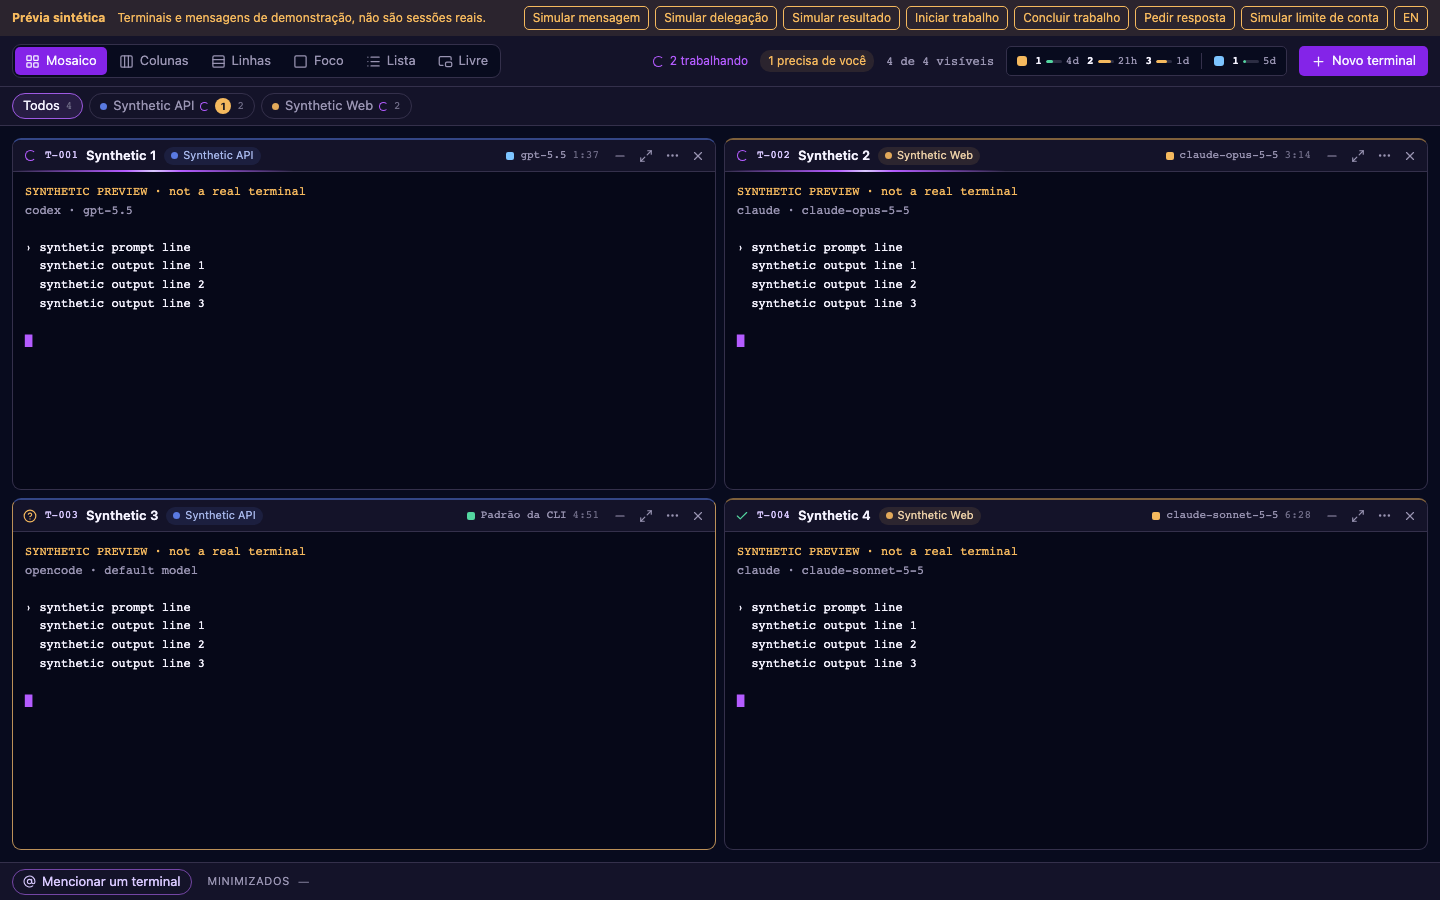 Prévia sintética Terminais e mensagens de demonstração, não são sessões reais. Simular mensagem Simular delegação Simular resultado Iniciar trabalho Concluir trabalho Pedir resposta Simular limite de conta EN
Mosaico Colunas Linhas Foco Lista Livre 2 trabalhando 1 precisa de você 4 de 4 visíveis 1 4d 2 21h 3 1d 1 5d + Novo terminal
Todos 4 Synthetic API 1 2 Synthetic Web 2
T-001 Synthetic 1 Synthetic API gpt-5.5 1:37
SYNTHETIC PREVIEW · not a real terminal
codex · gpt-5.5
› synthetic prompt line
synthetic output line 1
synthetic output line 2
synthetic output line 3
T-002 Synthetic 2 Synthetic Web claude-opus-5-5 3:14
SYNTHETIC PREVIEW · not a real terminal
claude · claude-opus-5-5
› synthetic prompt line
synthetic output line 1
synthetic output line 2
synthetic output line 3
T-003 Synthetic 3 Synthetic API Padrão da CLI 4:51
SYNTHETIC PREVIEW · not a real terminal
opencode · default model
› synthetic prompt line
synthetic output line 1
synthetic output line 2
synthetic output line 3
T-004 Synthetic 4 Synthetic Web claude-sonnet-5-5 6:28
SYNTHETIC PREVIEW · not a real terminal
claude · claude-sonnet-5-5
› synthetic prompt line
synthetic output line 1
synthetic output line 2
synthetic output line 3
@ Mencionar um terminal MINIMIZADOS —